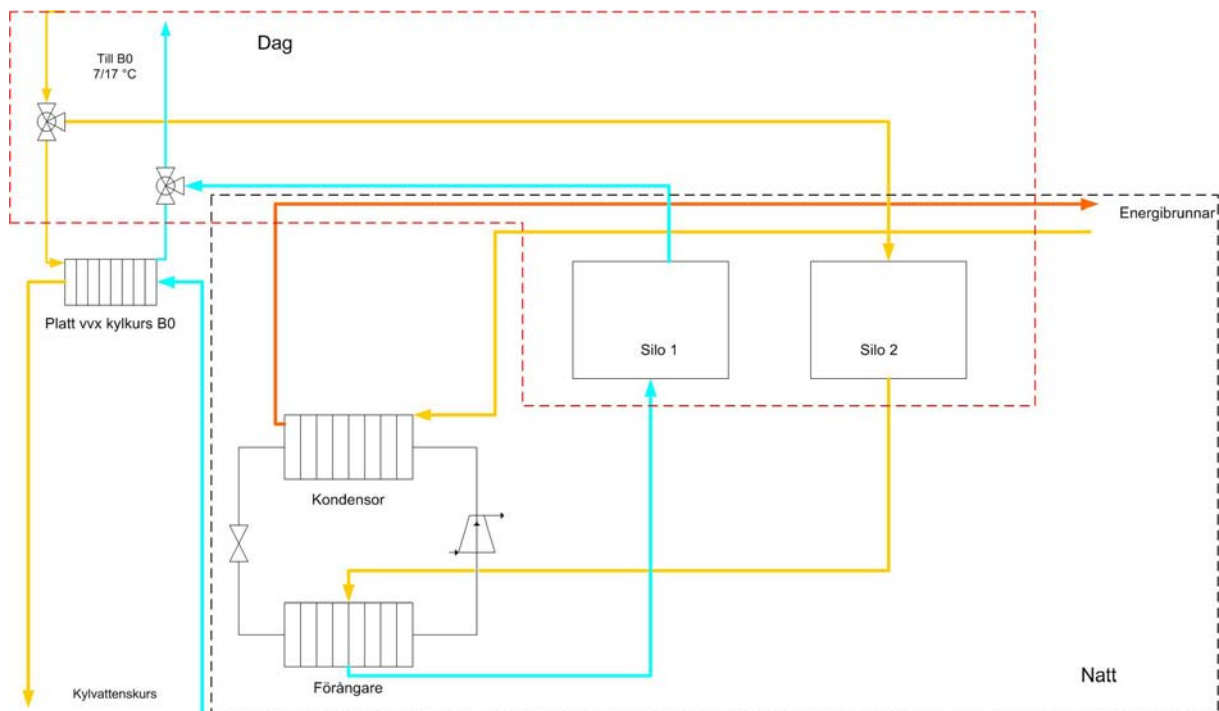 Dag
Till B0
7/17 °C
Energibrunnar
Platt vvx kylkurs B0
Silo 1
Silo 2
Kondensor
Förångare
Natt
Kylvattenskurs